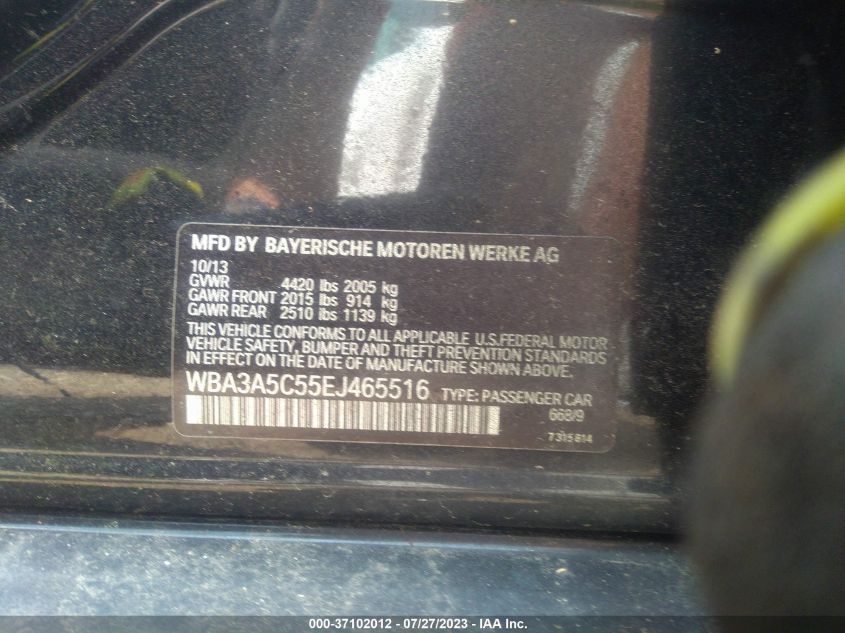 MFD BY BAYERISCHE MOTOREN WERKE AG
10/13
GVWR 4420 lbs 2005 kg
GAWR FRONT 2015 lbs 914 kg
GAWR REAR 2510 lbs 1139 kg
THIS VEHICLE CONFORMS TO ALL APPLICABLE U.S.FEDERAL MOTOR
VEHICLE SAFETY, BUMPER AND THEFT PREVENTION STANDARDS
IN EFFECT ON THE DATE OF MANUFACTURE SHOWN ABOVE.
WBA3A5C55EJ465516 TYPE: PASSENGER CAR
668/9
7315814
000-37102012 - 07/27/2023 - IAA Inc.